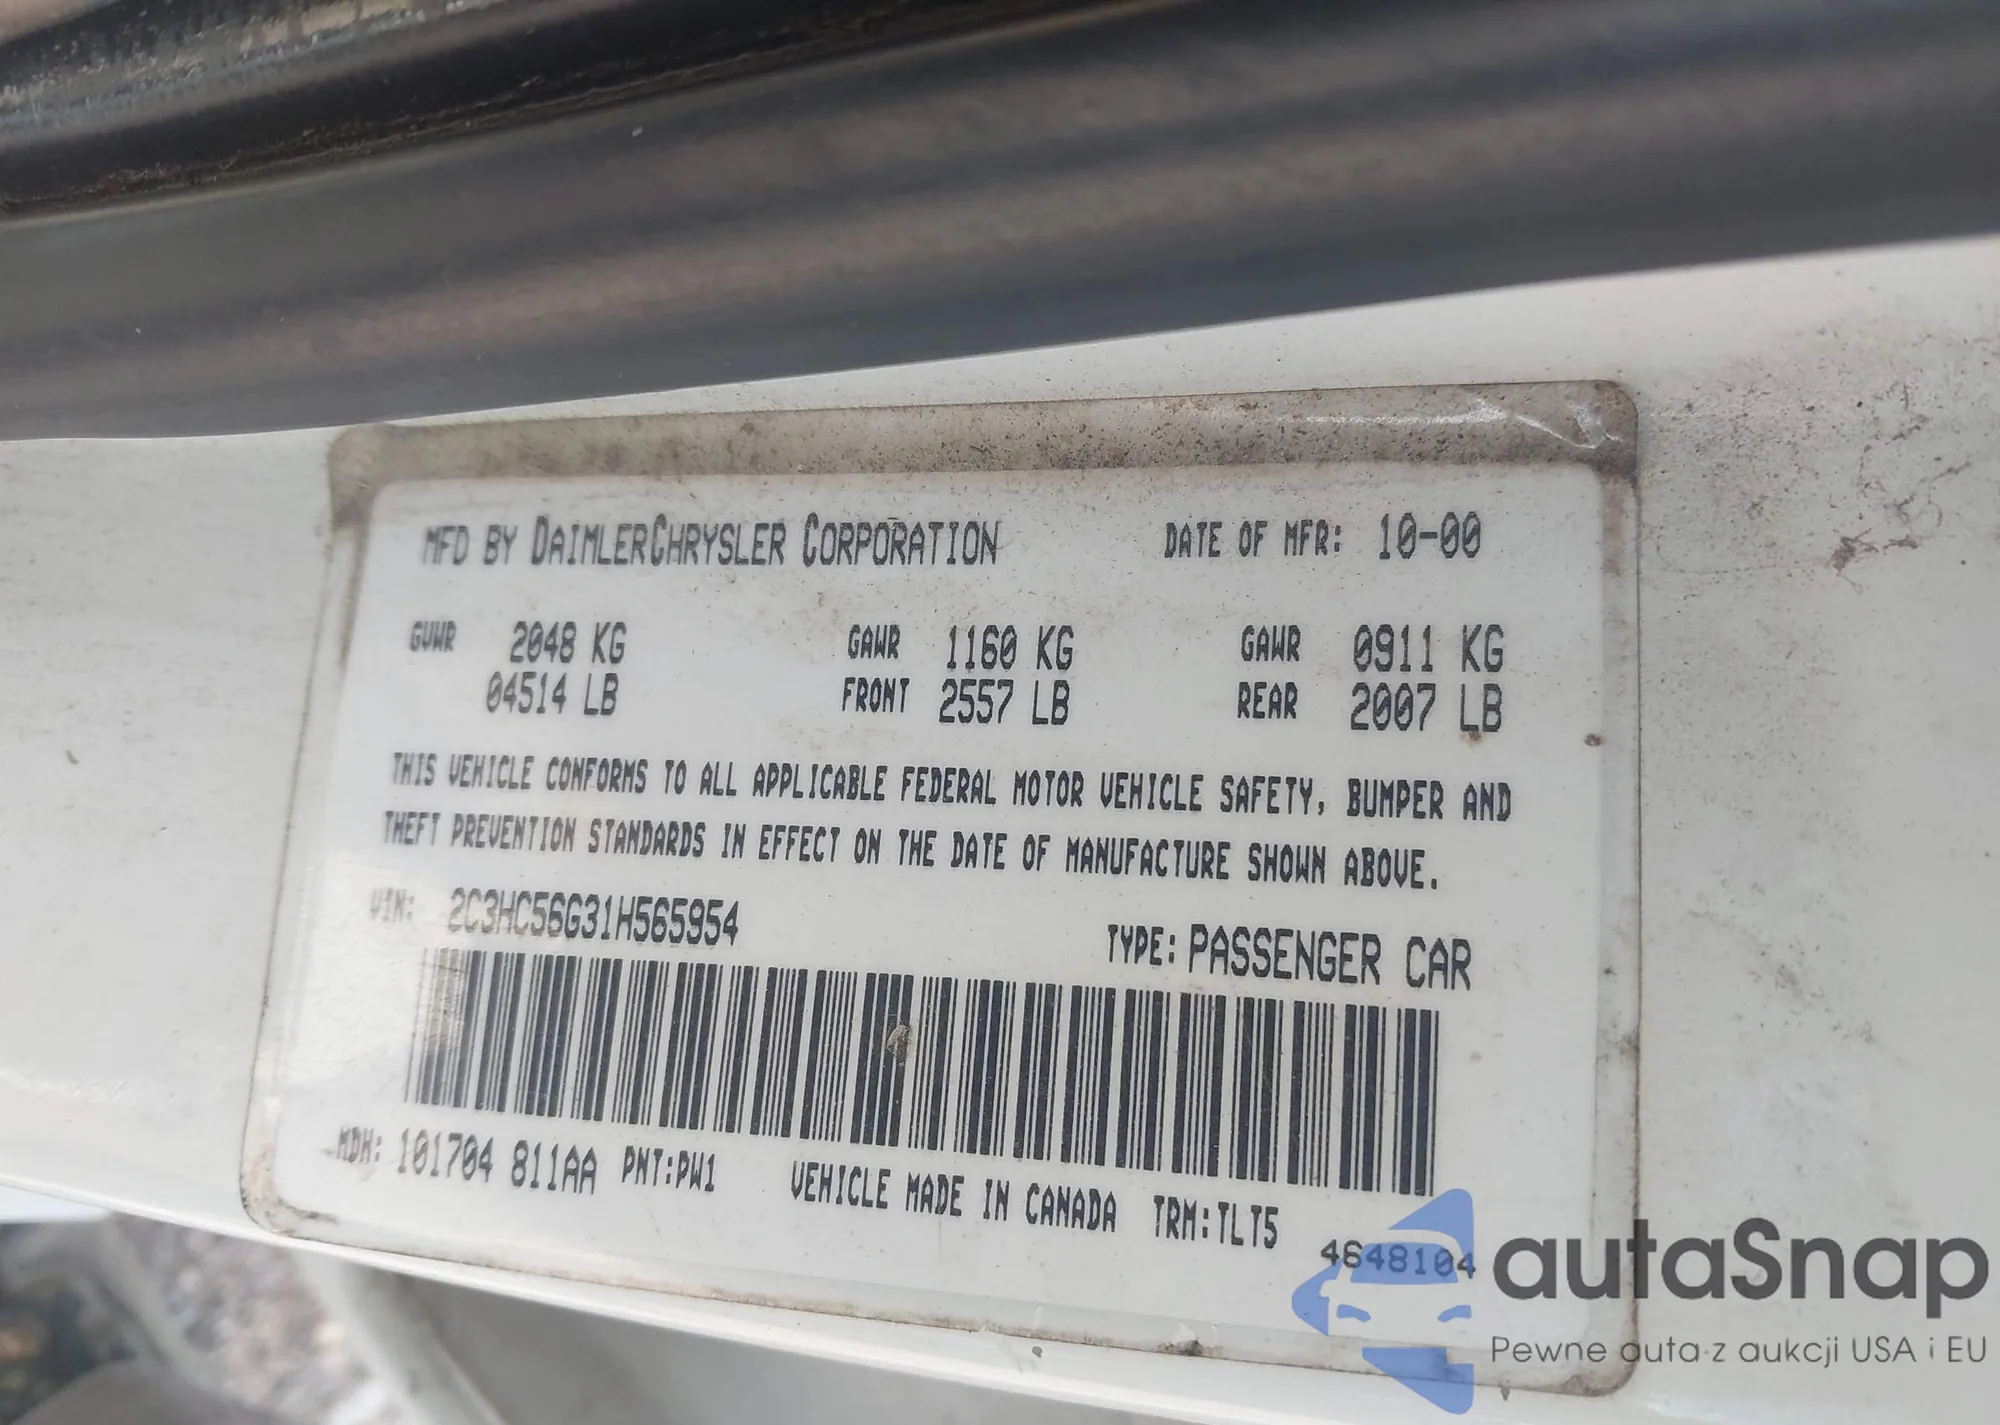 MFD BY DAIMLERCHRYSLER CORPORATION DATE OF MFR: 10-00
GVWR 2048 KG GAWR 1160 KG GAWR 0911 KG
04514 LB FRONT 2557 LB REAR 2007 LB
THIS VEHICLE CONFORMS TO ALL APPLICABLE FEDERAL MOTOR VEHICLE SAFETY, BUMPER AND
THEFT PREVENTION STANDARDS IN EFFECT ON THE DATE OF MANUFACTURE SHOWN ABOVE.
VIN: 2C3HC56G31H565954 TYPE: PASSENGER CAR
MDH: 101704 811AA PNT:PW1 VEHICLE MADE IN CANADA TRM:TLT5
4648104
autaSnap
Pewne auta z aukcji USA i EU